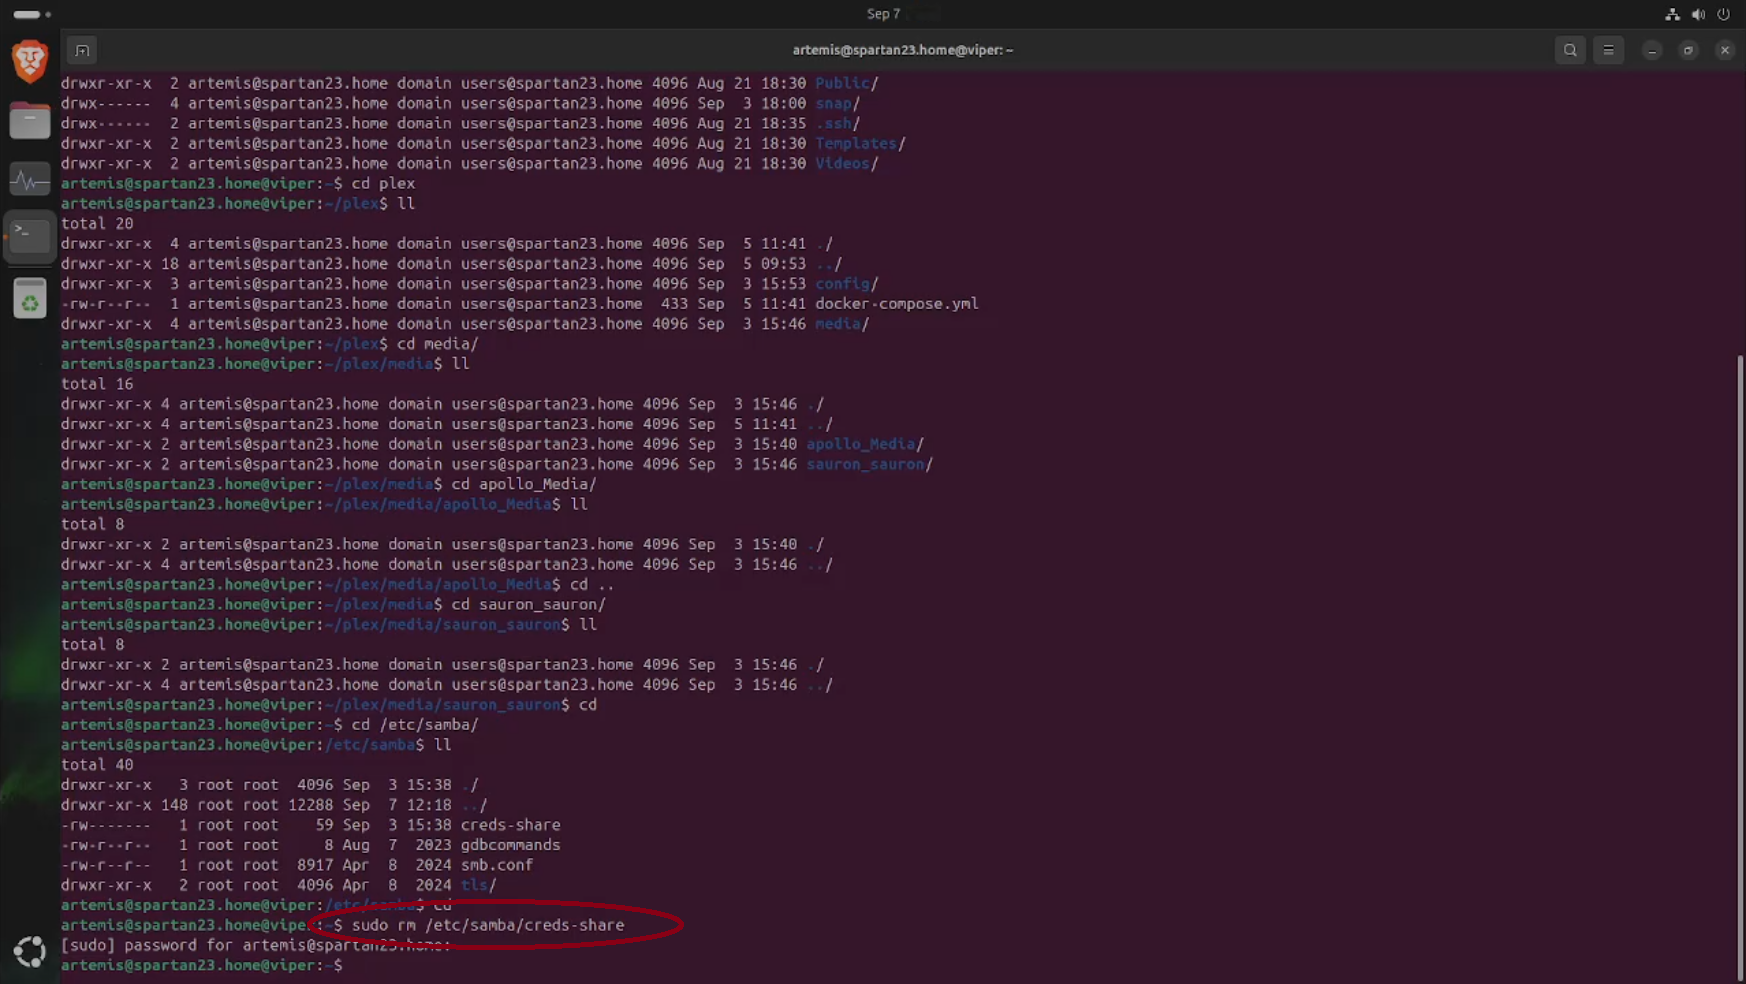 Sep 7
artemis@spartan23.home@viper: ~
drwxr-xr-x  2 artemis@spartan23.home domain users@spartan23.home 4096 Aug 21 18:30 Public/
drwx------  4 artemis@spartan23.home domain users@spartan23.home 4096 Sep  3 18:00 snap/
drwx------  2 artemis@spartan23.home domain users@spartan23.home 4096 Aug 21 18:35 .ssh/
drwxr-xr-x  2 artemis@spartan23.home domain users@spartan23.home 4096 Aug 21 18:30 Templates/
drwxr-xr-x  2 artemis@spartan23.home domain users@spartan23.home 4096 Aug 21 18:30 Videos/
artemis@spartan23.home@viper:~$ cd plex
artemis@spartan23.home@viper:~/plex$ ll
total 20
drwxr-xr-x  4 artemis@spartan23.home domain users@spartan23.home 4096 Sep  5 11:41 ./
drwxr-xr-x 18 artemis@spartan23.home domain users@spartan23.home 4096 Sep  5 09:53 ../
drwxr-xr-x  3 artemis@spartan23.home domain users@spartan23.home 4096 Sep  3 15:53 config/
-rw-r--r--  1 artemis@spartan23.home domain users@spartan23.home  433 Sep  5 11:41 docker-compose.yml
drwxr-xr-x  4 artemis@spartan23.home domain users@spartan23.home 4096 Sep  3 15:46 media/
artemis@spartan23.home@viper:~/plex$ cd media/
artemis@spartan23.home@viper:~/plex/media$ ll
total 16
drwxr-xr-x 4 artemis@spartan23.home domain users@spartan23.home 4096 Sep  3 15:46 ./
drwxr-xr-x 4 artemis@spartan23.home domain users@spartan23.home 4096 Sep  5 11:41 ../
drwxr-xr-x 2 artemis@spartan23.home domain users@spartan23.home 4096 Sep  3 15:40 apollo_Media/
drwxr-xr-x 2 artemis@spartan23.home domain users@spartan23.home 4096 Sep  3 15:46 sauron_sauron/
artemis@spartan23.home@viper:~/plex/media$ cd apollo_Media/
artemis@spartan23.home@viper:~/plex/media/apollo_Media$ ll
total 8
drwxr-xr-x 2 artemis@spartan23.home domain users@spartan23.home 4096 Sep  3 15:40 ./
drwxr-xr-x 4 artemis@spartan23.home domain users@spartan23.home 4096 Sep  3 15:46 ../
artemis@spartan23.home@viper:~/plex/media/apollo_Media$ cd ..
artemis@spartan23.home@viper:~/plex/media$ cd sauron_sauron/
artemis@spartan23.home@viper:~/plex/media/sauron_sauron$ ll
total 8
drwxr-xr-x 2 artemis@spartan23.home domain users@spartan23.home 4096 Sep  3 15:46 ./
drwxr-xr-x 4 artemis@spartan23.home domain users@spartan23.home 4096 Sep  3 15:46 ../
artemis@spartan23.home@viper:~/plex/media/sauron_sauron$ cd
artemis@spartan23.home@viper:~$ cd /etc/samba/
artemis@spartan23.home@viper:/etc/samba$ ll
total 40
drwxr-xr-x   3 root root  4096 Sep  3 15:38 ./
drwxr-xr-x 148 root root 12288 Sep  7 12:18 ../
-rw-------   1 root root    59 Sep  3 15:38 creds-share
-rw-r--r--   1 root root     8 Aug  7  2023 gdbcommands
-rw-r--r--   1 root root  8917 Apr  8  2024 smb.conf
drwxr-xr-x   2 root root  4096 Apr  8  2024 tls/
artemis@spartan23.home@viper:/etc/samba$ cd
artemis@spartan23.home@viper:~$ sudo rm /etc/samba/creds-share
[sudo] password for artemis@spartan23.home:
artemis@spartan23.home@viper:~$